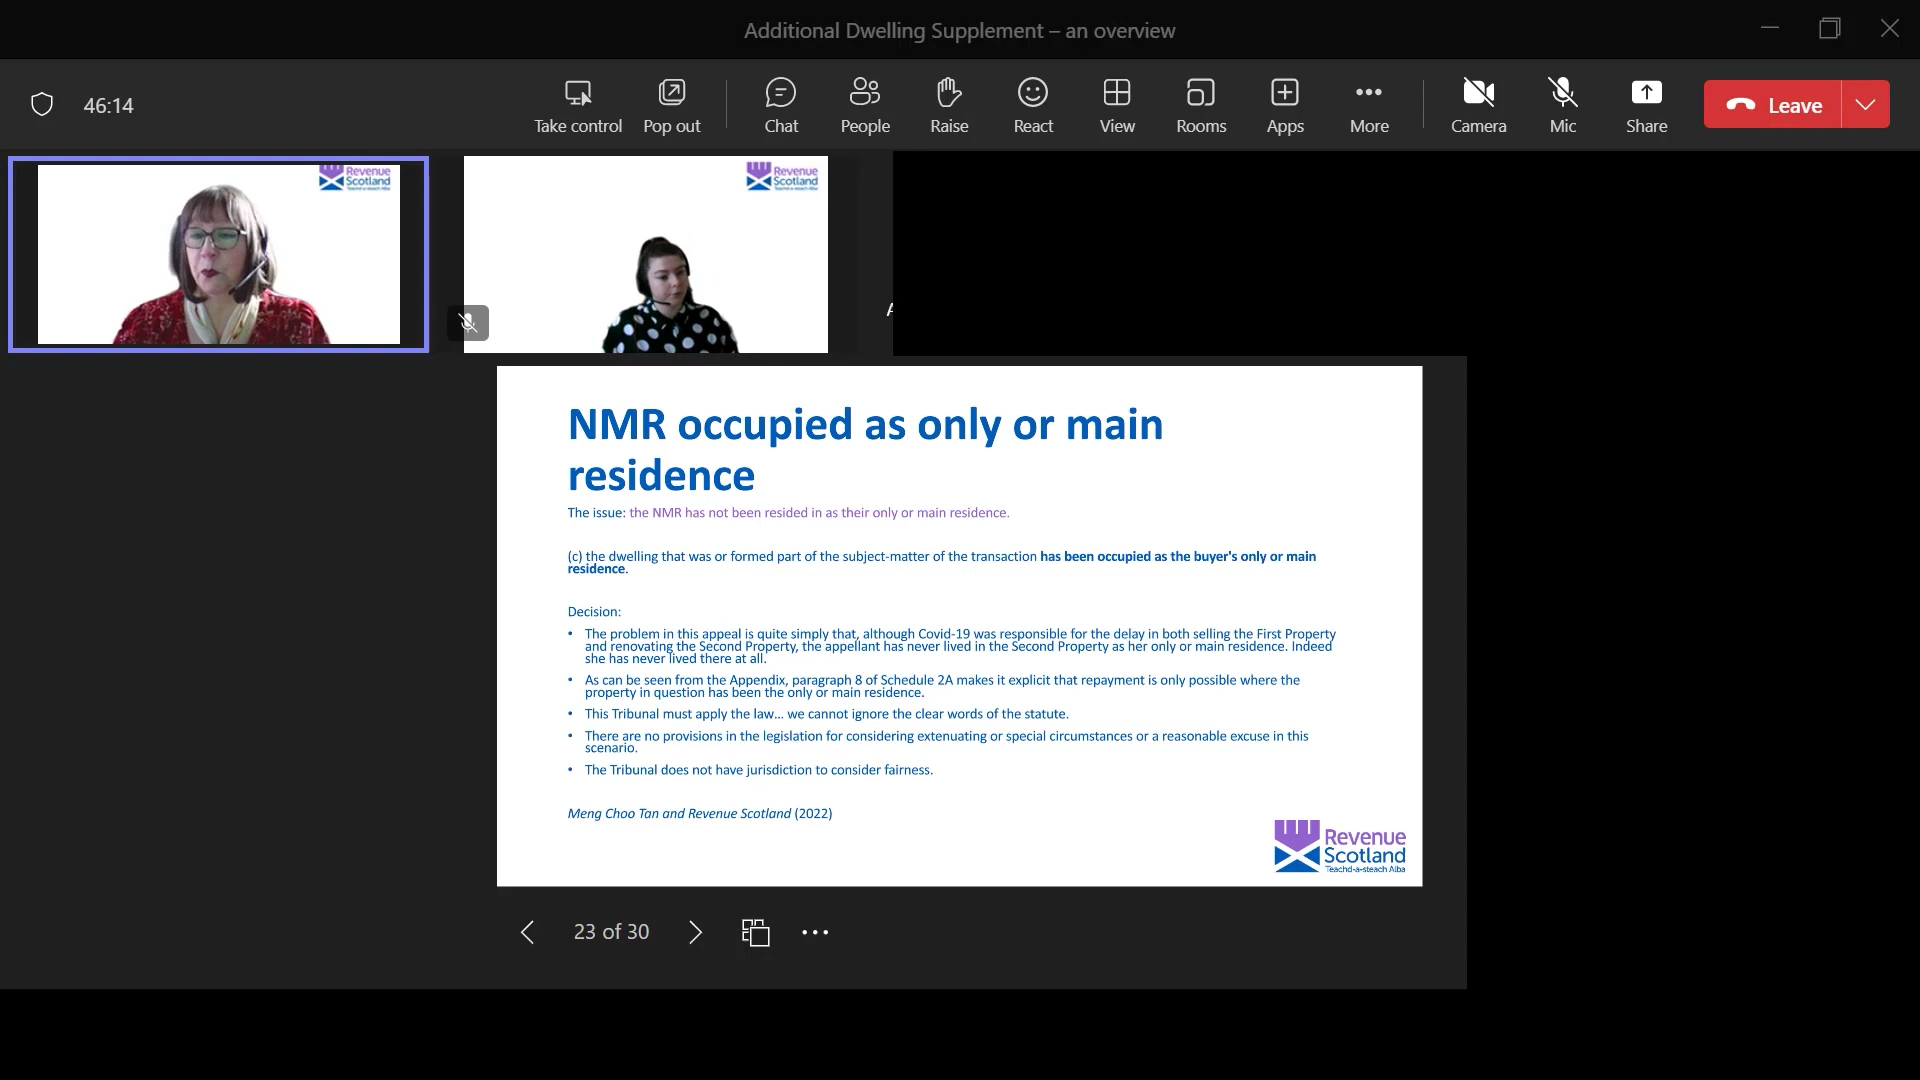 Additional Dwelling Supplement – an overview
46:14
Take control
Pop out
Chat
People
Raise
React
View
Rooms
Apps
More
Camera
Mic
Share
Leave
Revenue
Scotland
Teachd-a-steach Alba
Revenue
Scotland
Teachd-a-steach Alba
NMR occupied as only or main
residence
The issue: the NMR has not been resided in as their only or main residence.
(c) the dwelling that was or formed part of the subject-matter of the transaction has been occupied as the buyer's only or main
residence.
Decision:
• The problem in this appeal is quite simply that, although Covid-19 was responsible for the delay in both selling the First Property
and renovating the Second Property, the appellant has never lived in the Second Property as her only or main residence. Indeed
she has never lived there at all.
• As can be seen from the Appendix, paragraph 8 of Schedule 2A makes it explicit that repayment is only possible where the
property in question has been the only or main residence.
• This Tribunal must apply the law... we cannot ignore the clear words of the statute.
• There are no provisions in the legislation for considering extenuating or special circumstances or a reasonable excuse in this
scenario.
• The Tribunal does not have jurisdiction to consider fairness.
Meng Choo Tan and Revenue Scotland (2022)
Revenue
Scotland
Teachd-a-steach Alba
23 of 30